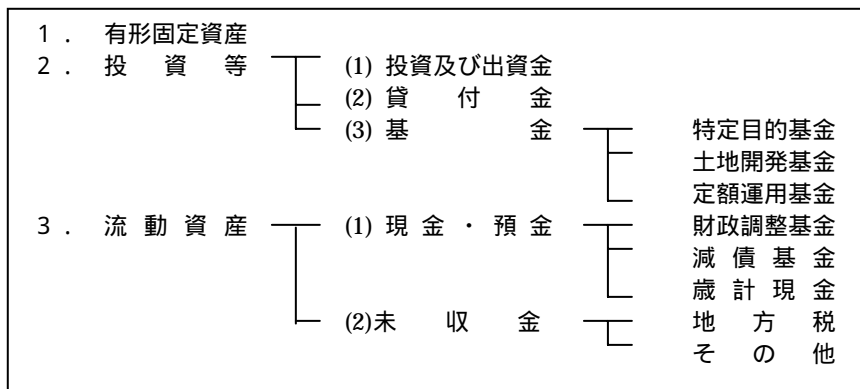 1． 有形固定資産
2． 投資等 (1) 投資及び出資金
(2) 貸付金
(3) 基金 特定目的基金
土地開発基金
定額運用基金
3． 流動資産 (1) 現金・預金 財政調整基金
減債基金
歳計現金
(2)未収金 地方税
その他